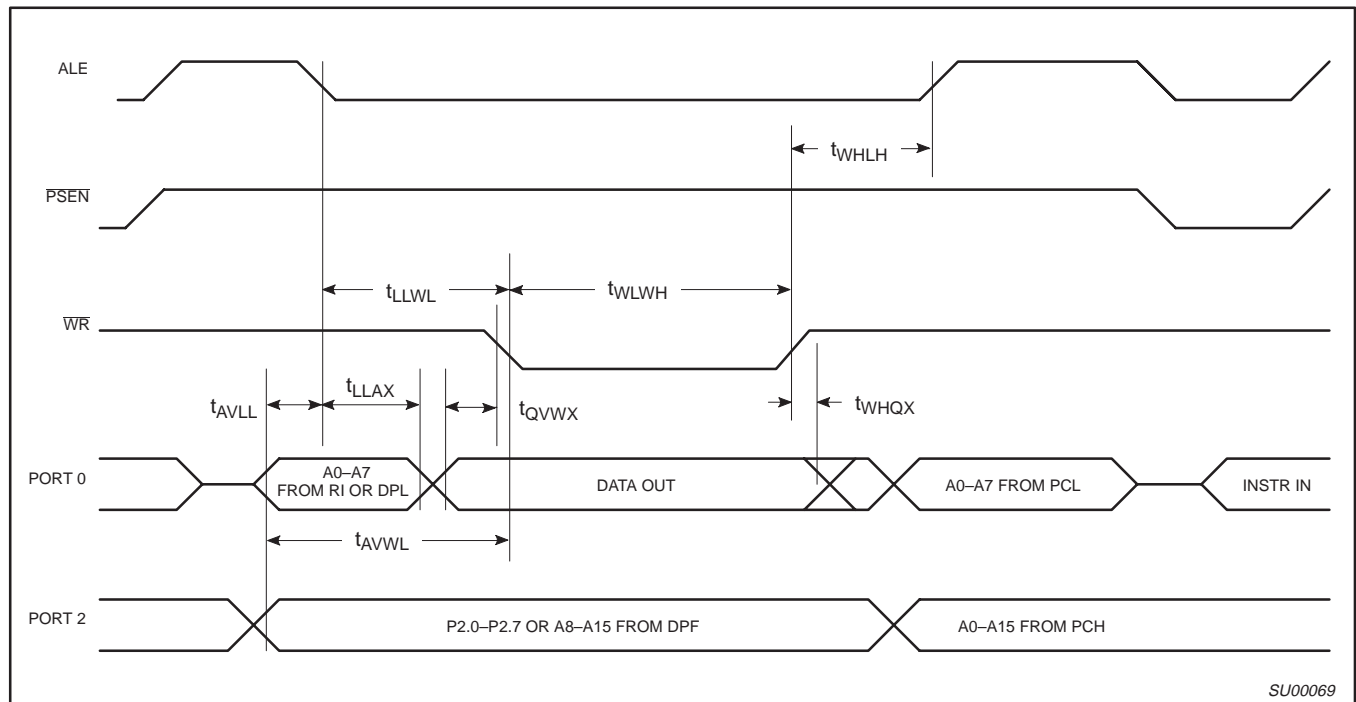 ALE
tWHLH
PSEN
tLLWL
tWLWH
WR
tAVLL
tLLAX
tQVWX
tWHQX
PORT 0
A0–A7
FROM RI OR DPL
DATA OUT
A0–A7 FROM PCL
INSTR IN
tAVWL
PORT 2
P2.0–P2.7 OR A8–A15 FROM DPF
A0–A15 FROM PCH
SU00069